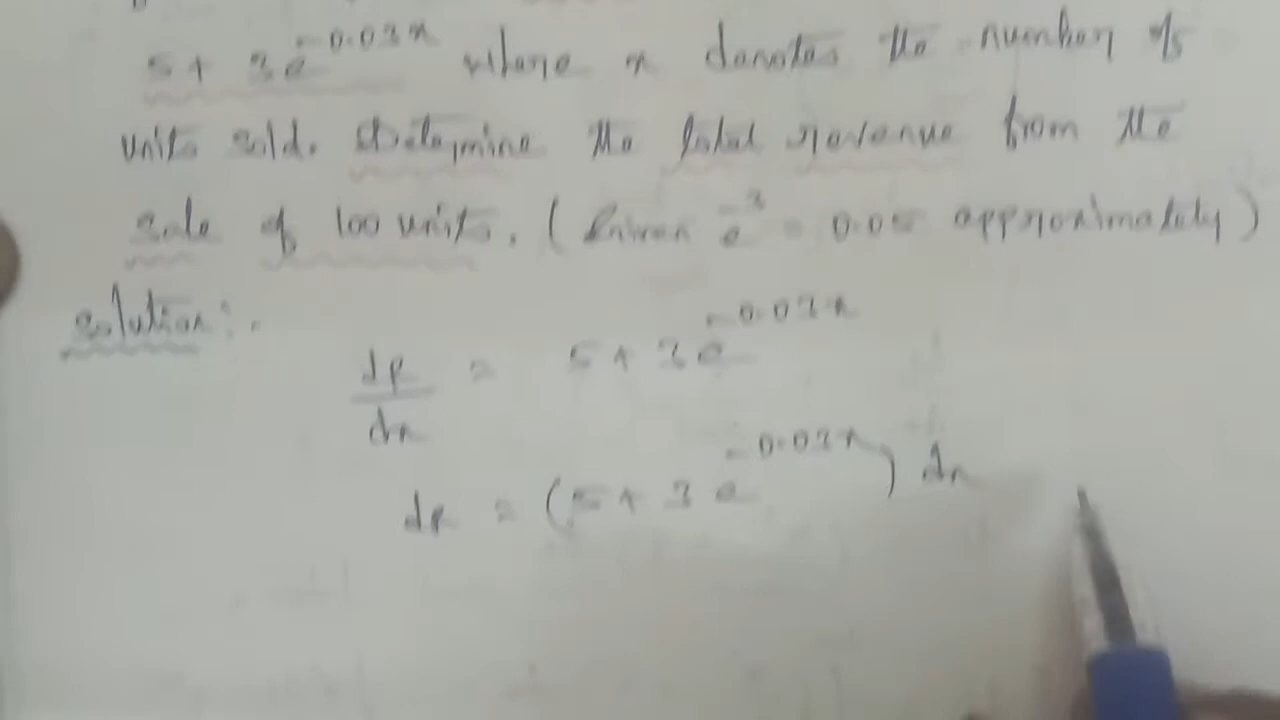 5 + 3e^-0.03x where x denotes the number of
units sold. Determine the total revenue from the
sale of 100 units. (Given e^-3 = 0.05 approximately)
solution:-
dR/dx = 5 + 3e^-0.03x
dR = (5 + 3e^-0.03x) dx